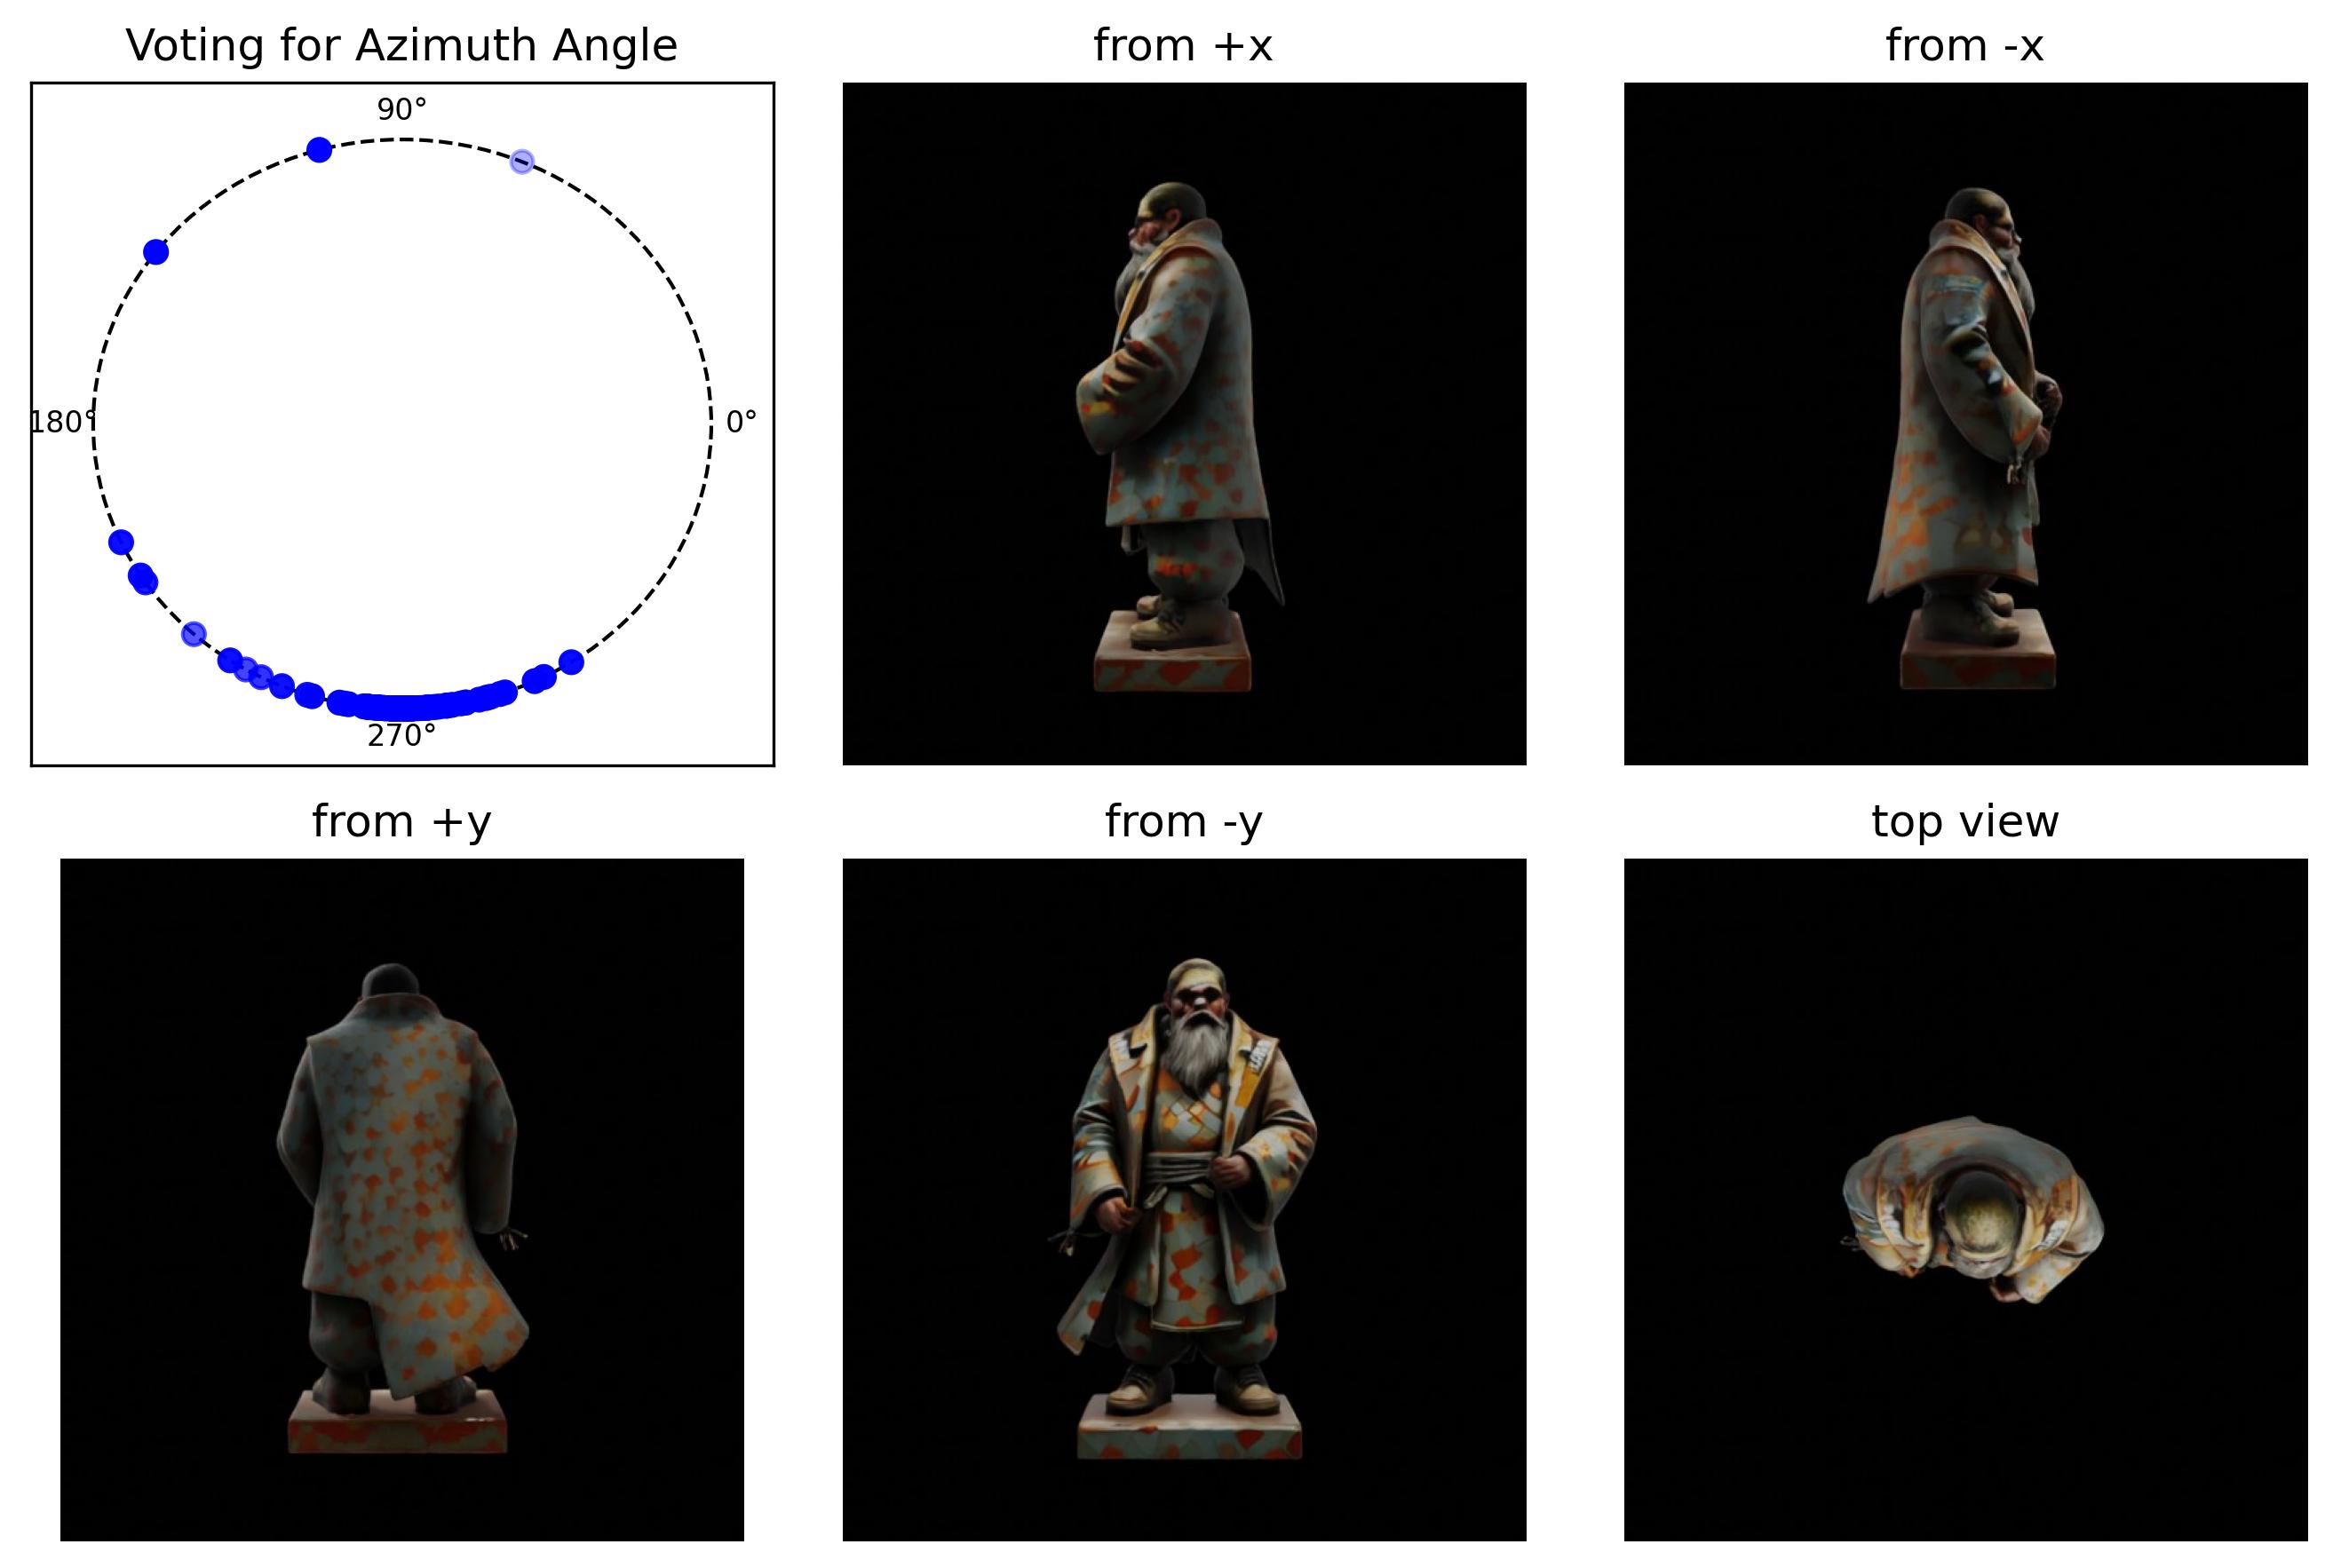 Voting for Azimuth Angle
from +x
from -x
90°
180°
0°
270°
from +y
from -y
top view